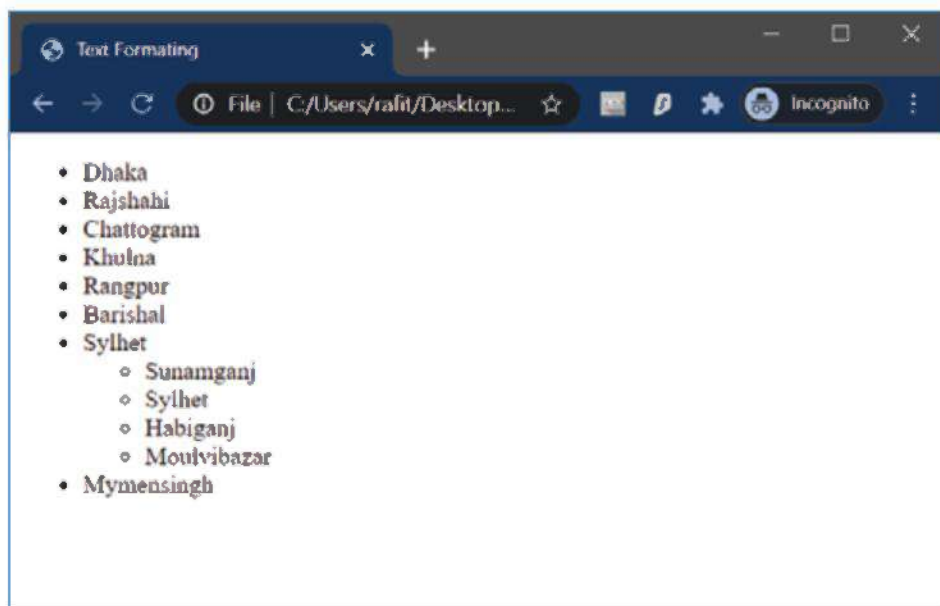 Text Formating
File | C:/Users/rafit/Desktop... Incognito
Dhaka
Rajshahi
Chattogram
Khulna
Rangpur
Barishal
Sylhet
Sunamganj
Sylhet
Habiganj
Moulvibazar
Mymensingh